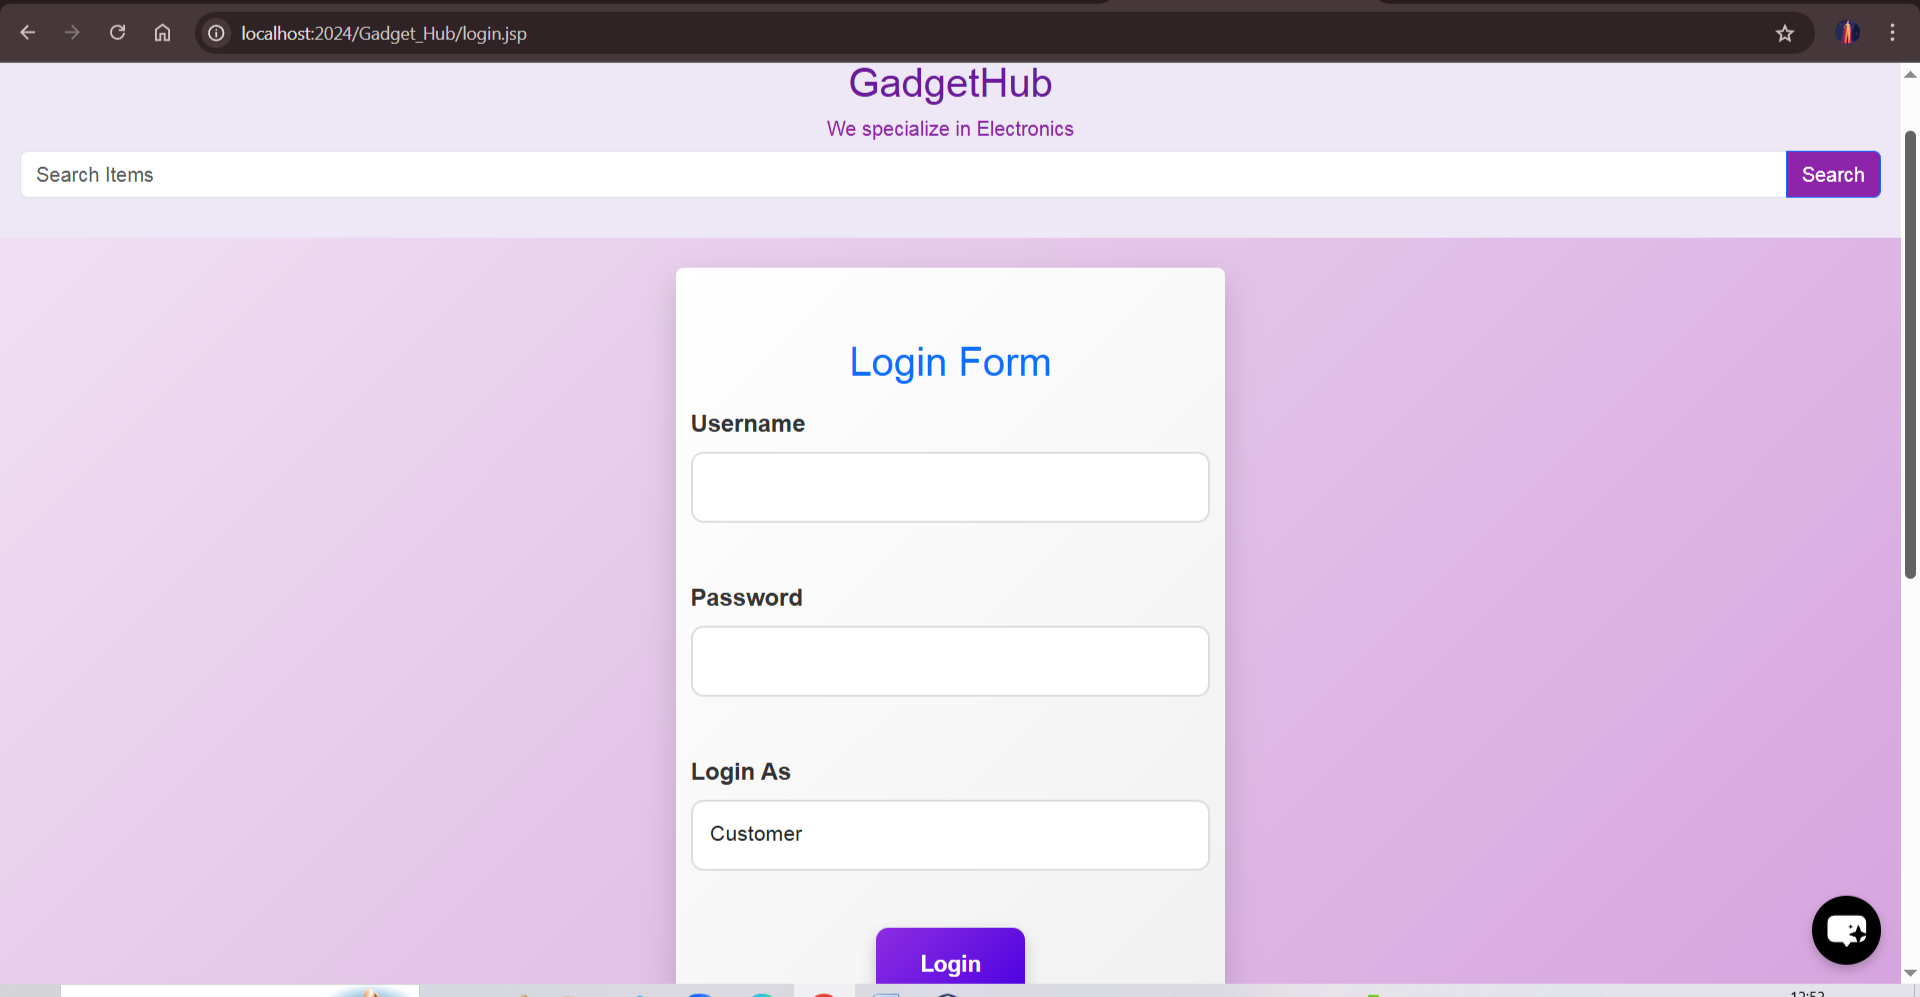 localhost:2024/Gadget_Hub/login.jsp
GadgetHub
We specialize in Electronics
Search Items
Search
Login Form
Username
Password
Login As
Customer
Login